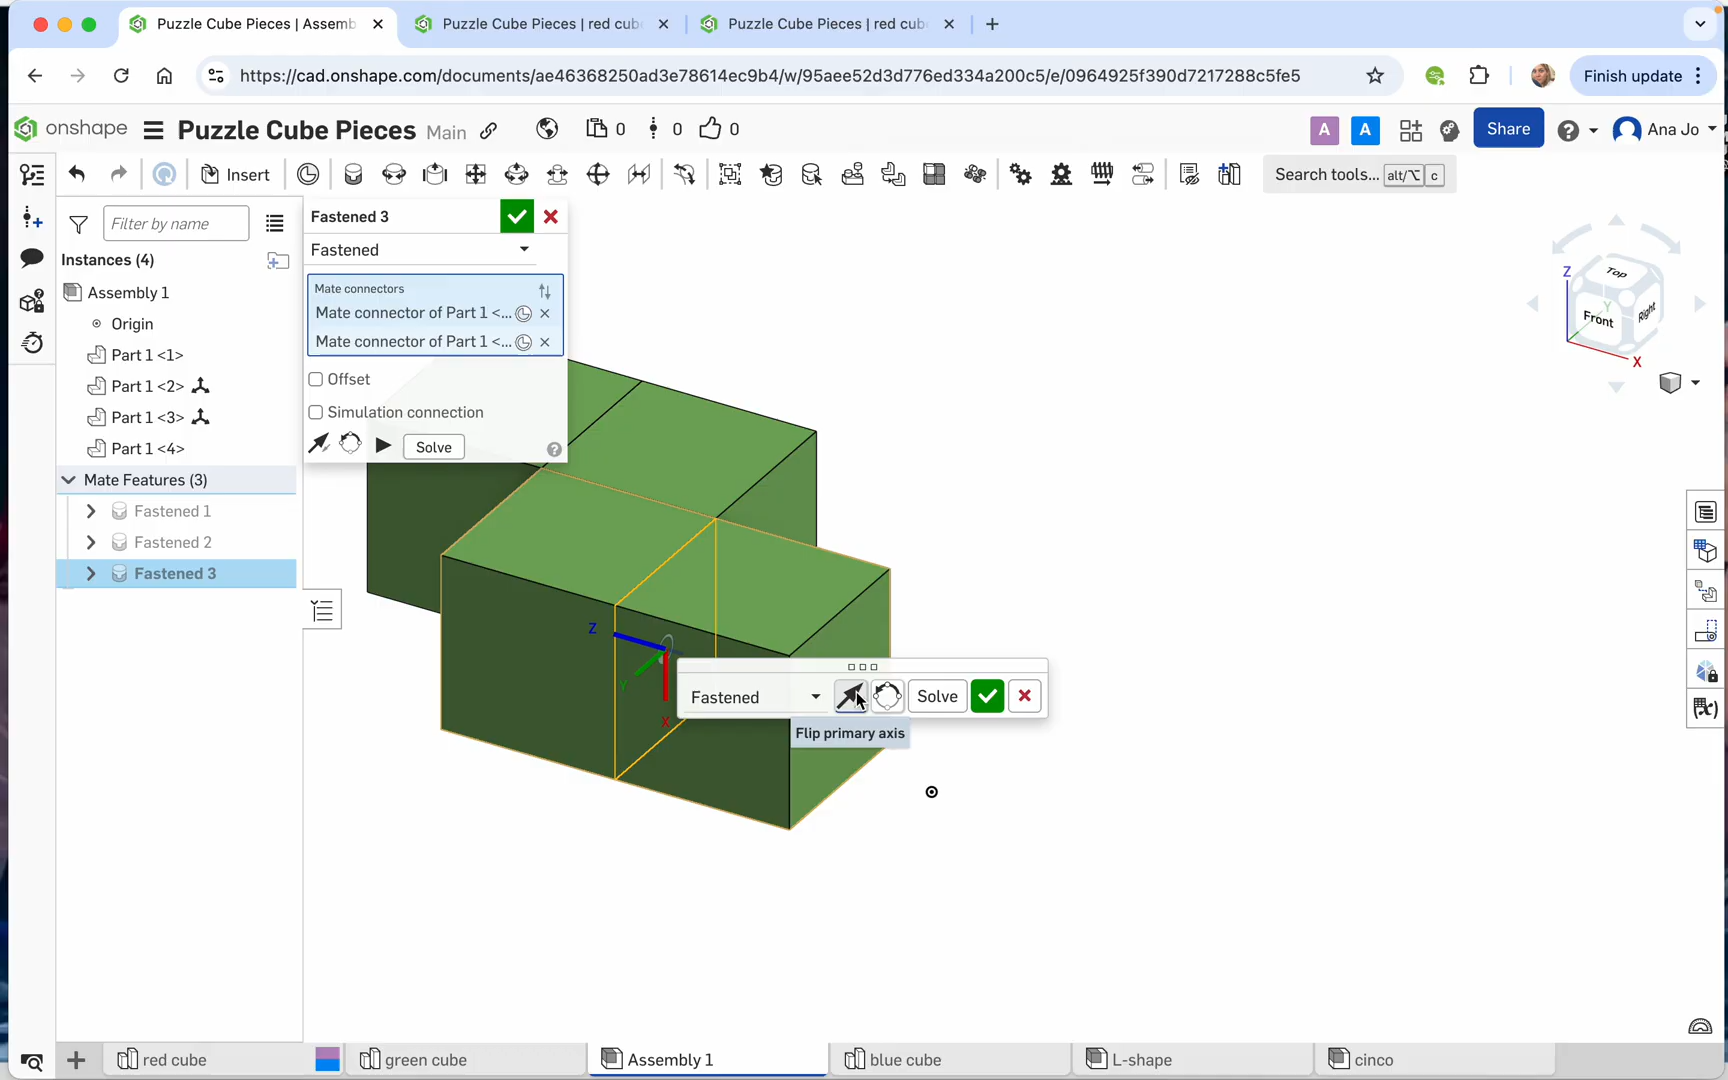 Puzzle Cube Pieces | Assemb
Puzzle Cube Pieces | red cub
Puzzle Cube Pieces | red cub
https://cad.onshape.com/documents/ae46368250ad3e78614ec9b4/w/95aee52d3d776ed334a200c5/e/0964925f390d7217288c5fe5
Finish update
onshape
Puzzle Cube Pieces
Main
0
0
0
A
A
Share
Ana Jo
Insert
Search tools...
alt/⌥
c
Filter by name
Instances (4)
Assembly 1
Origin
Part 1 <1>
Part 1 <2>
Part 1 <3>
Part 1 <4>
Mate Features (3)
Fastened 1
Fastened 2
Fastened 3
Fastened 3
Fastened
Mate connectors
Mate connector of Part 1 <...
Mate connector of Part 1 <...
Offset
Simulation connection
Solve
Z
Y
X
Fastened
Solve
Flip primary axis
Z
Top
Y
Front
Right
X
red cube
green cube
Assembly 1
blue cube
L-shape
cinco